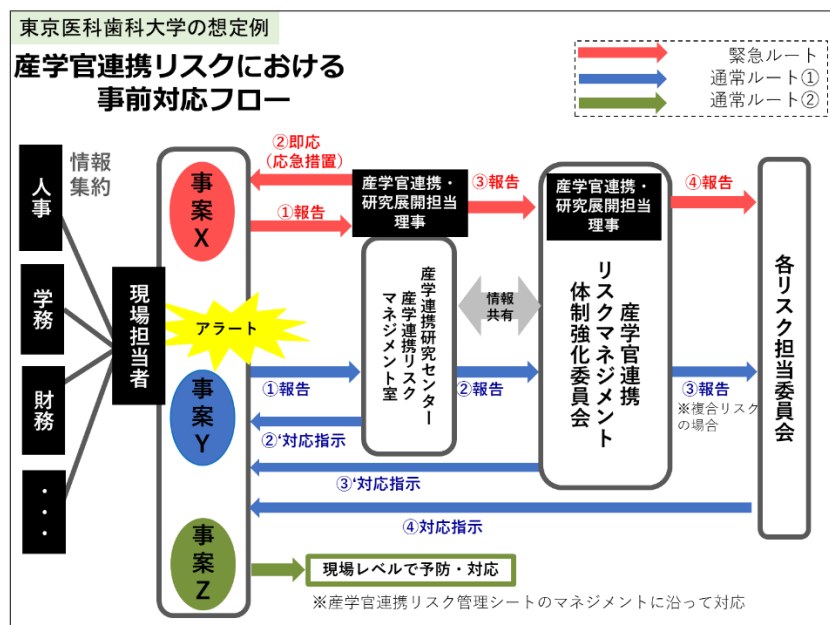 東京医科歯科大学の想定例
産学官連携リスクにおける
事前対応フロー
緊急ルート
通常ルート①
通常ルート②
情報
集約
人事
学務
財務
・・・
現場担当者
事案X
アラート
事案Y
事案Z
②即応
（応急措置）
①報告
産学官連携・
研究展開担当
理事
③報告
産学官連携・
研究展開担当
理事
④報告
各リスク担当委員会
産学連携研究センター
産学連携リスク
マネジメント室
情報
共有
産学官連携
リスクマネジメント
体制強化委員会
①報告
②報告
③報告
※複合リスク
の場合
②‘対応指示
③‘対応指示
④対応指示
現場レベルで予防・対応
※産学官連携リスク管理シートのマネジメントに沿って対応